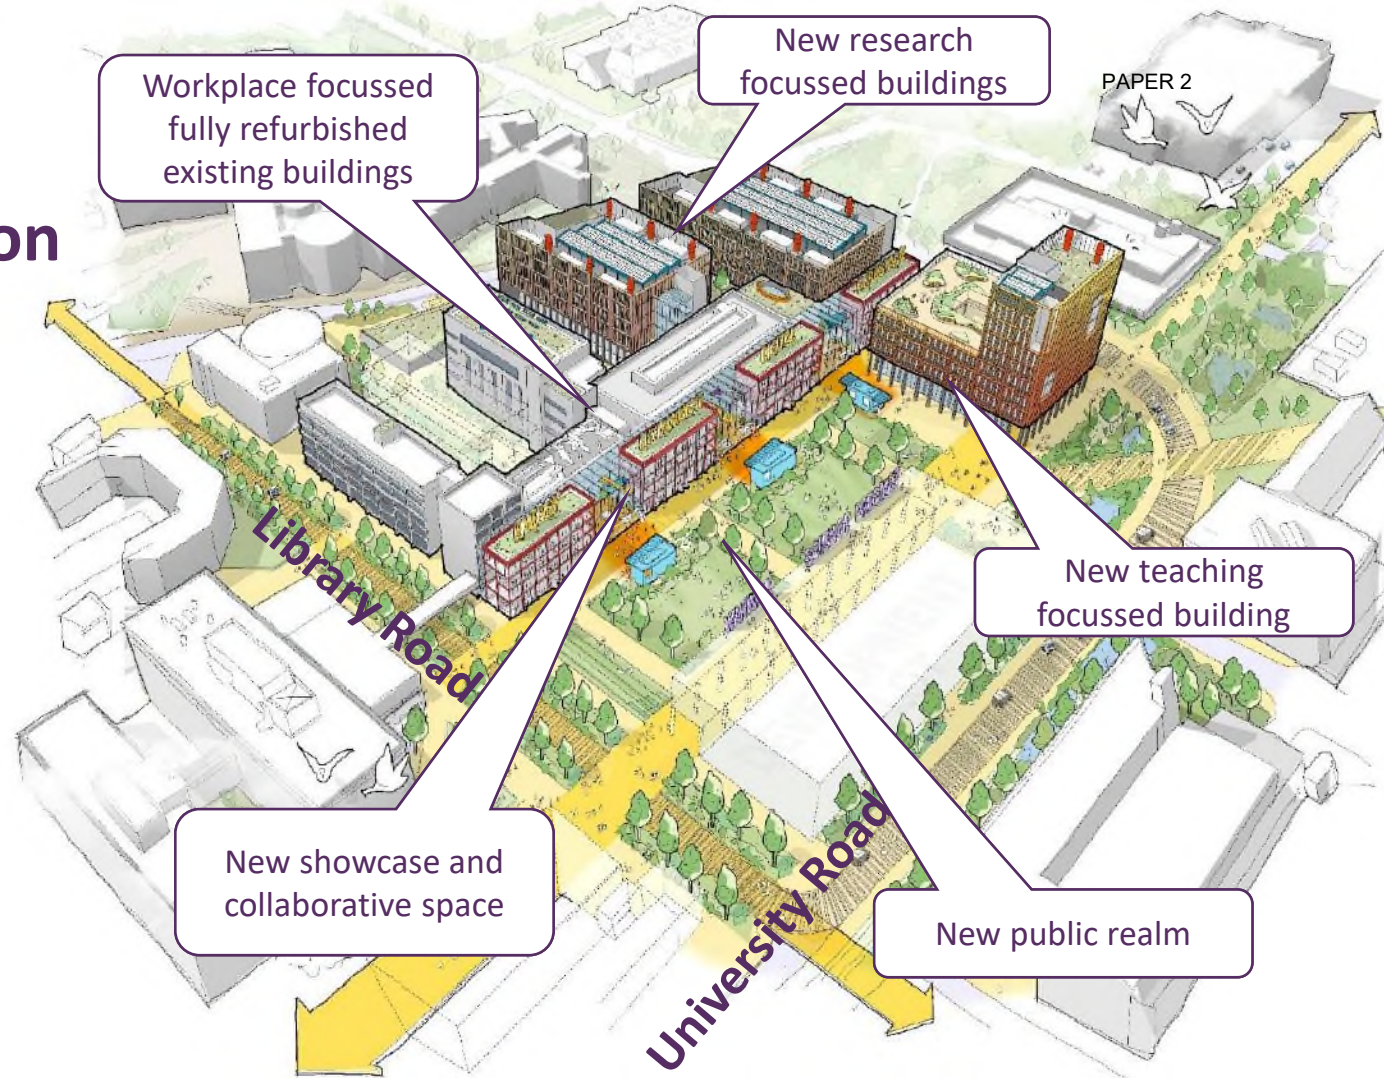 New research
focussed buildings
Workplace focussed
fully refurbished
existing buildings
PAPER 2
on
Library Road
New teaching
focussed building
New showcase and
collaborative space
University Road
New public realm